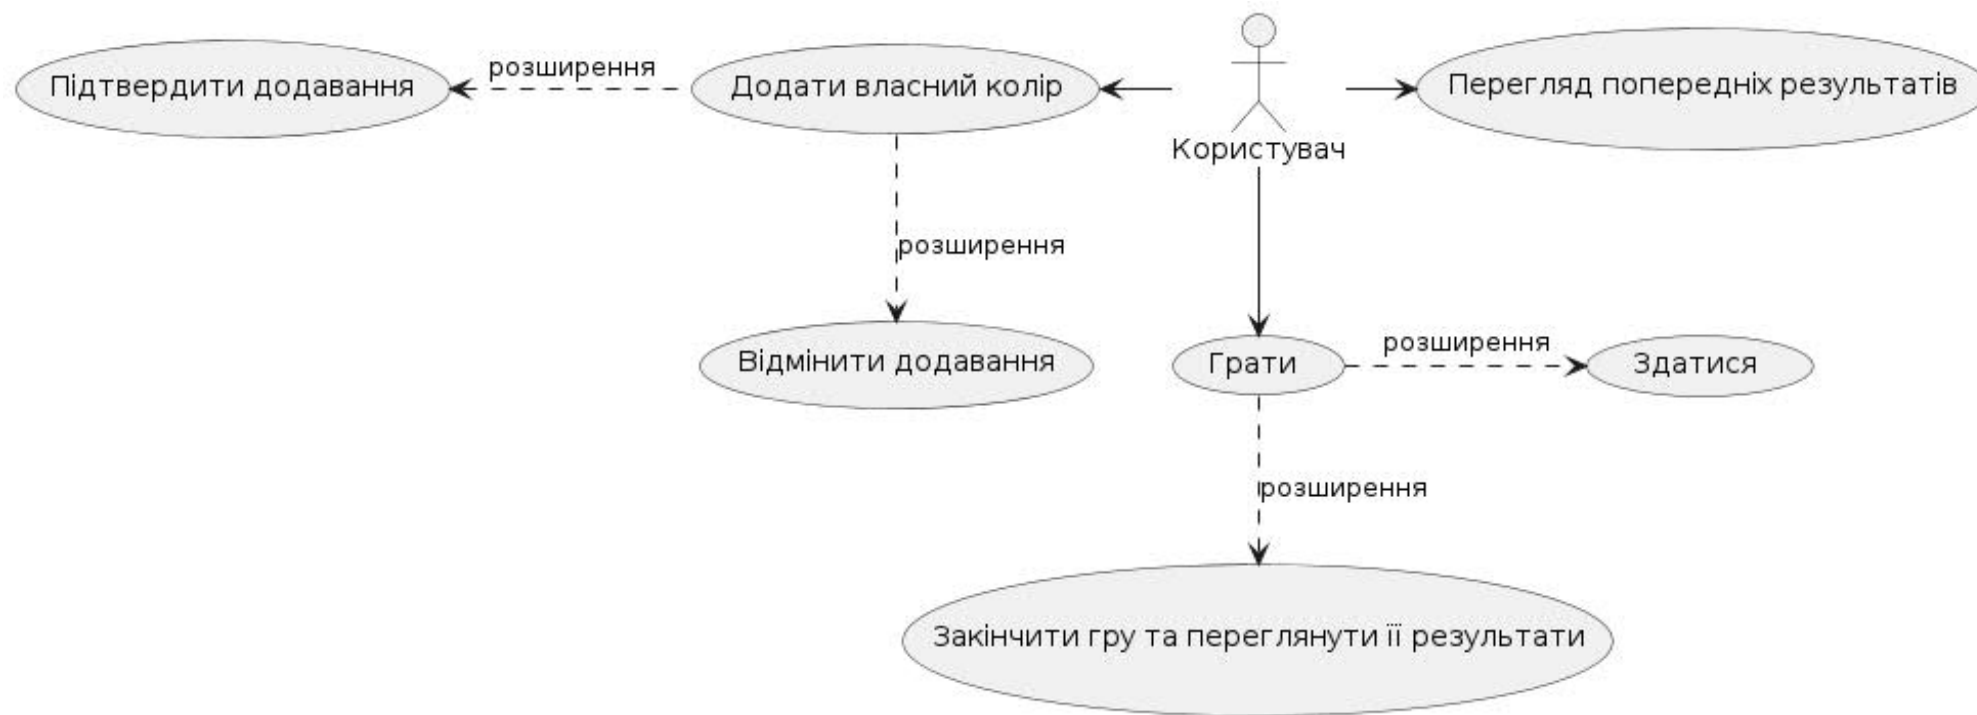 Підтвердити додавання
розширення
Додати власний колір
Користувач
Перегляд попередніх результатів
розширення
Відмінити додавання
Грати
розширення
Здатися
розширення
Закінчити гру та переглянути її результати